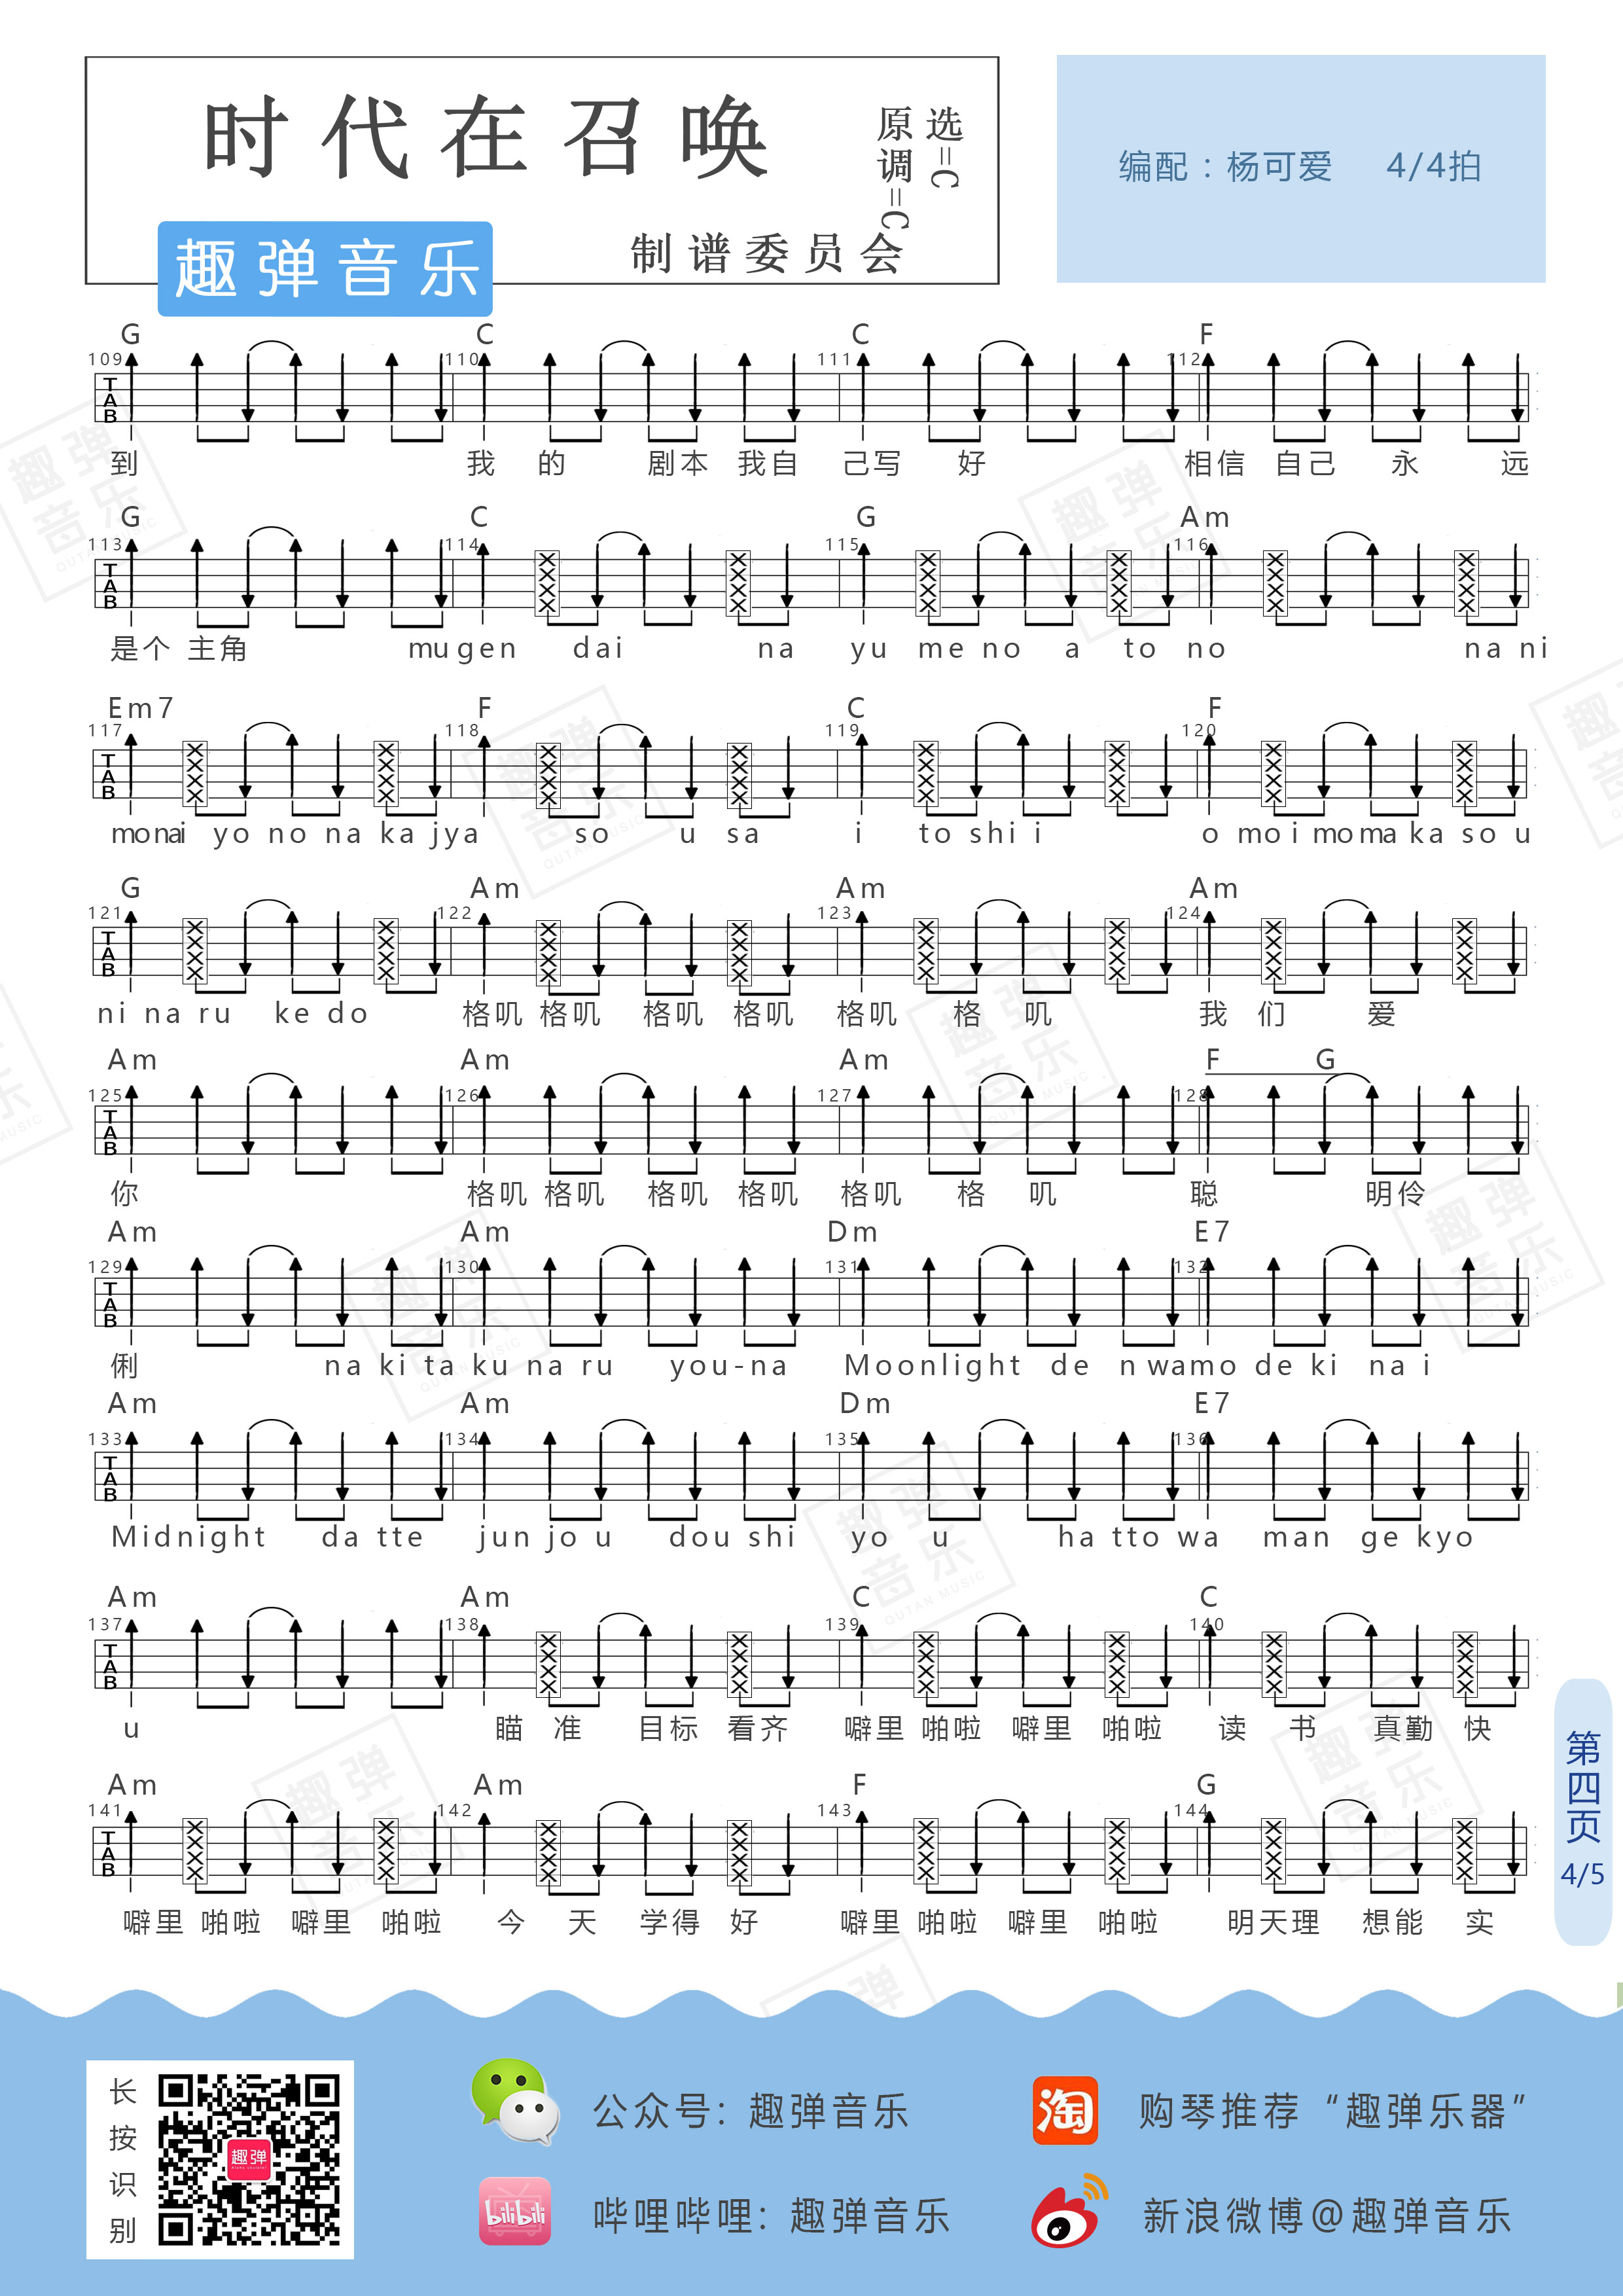 时代在召唤
原调=C
选=C
制谱委员会
趣弹音乐
编配：杨可爱 4/4拍
G C C F
109 110 111 112
TAB
到 我 的 剧本 我自 己写 好 相信 自己 永 远
G C G Am
113 114 115 116
TAB
是个 主角 mugen dai na yu me no a to no na ni
Em7 F C F
117 118 119 120
TAB
monai yo no na ka jya so u sa i to shi i o mo i momaka so u
G Am Am Am
121 122 123 124
TAB
ni na ru ke do 格叽 格叽 格叽 格叽 格叽 格 叽 我 们 爱
Am Am Am F G
125 126 127 128
TAB
你 格叽 格叽 格叽 格叽 格叽 格 叽 聪 明伶
Am Am Dm E7
129 130 131 132
TAB
俐 na ki ta ku na ru you-na Moonlight de n wamo de ki na i
Am Am Dm E7
133 134 135 136
TAB
Midnight da tte jun jo u dou shi yo u ha tto wa man ge kyo
Am Am C C
137 138 139 140
TAB
u 瞄 准 目标 看齐 噼里 啪啦 噼里 啪啦 读 书 真勤 快
Am Am F G
141 142 143 144
TAB
噼里 啪啦 噼里 啪啦 今 天 学得 好 噼里 啪啦 噼里 啪啦 明天理 想能 实
第四页
4/5
长按识别
趣弹
公众号：趣弹音乐
淘
购琴推荐“趣弹乐器”
bilibili
哔哩哔哩：趣弹音乐
新浪微博@趣弹音乐